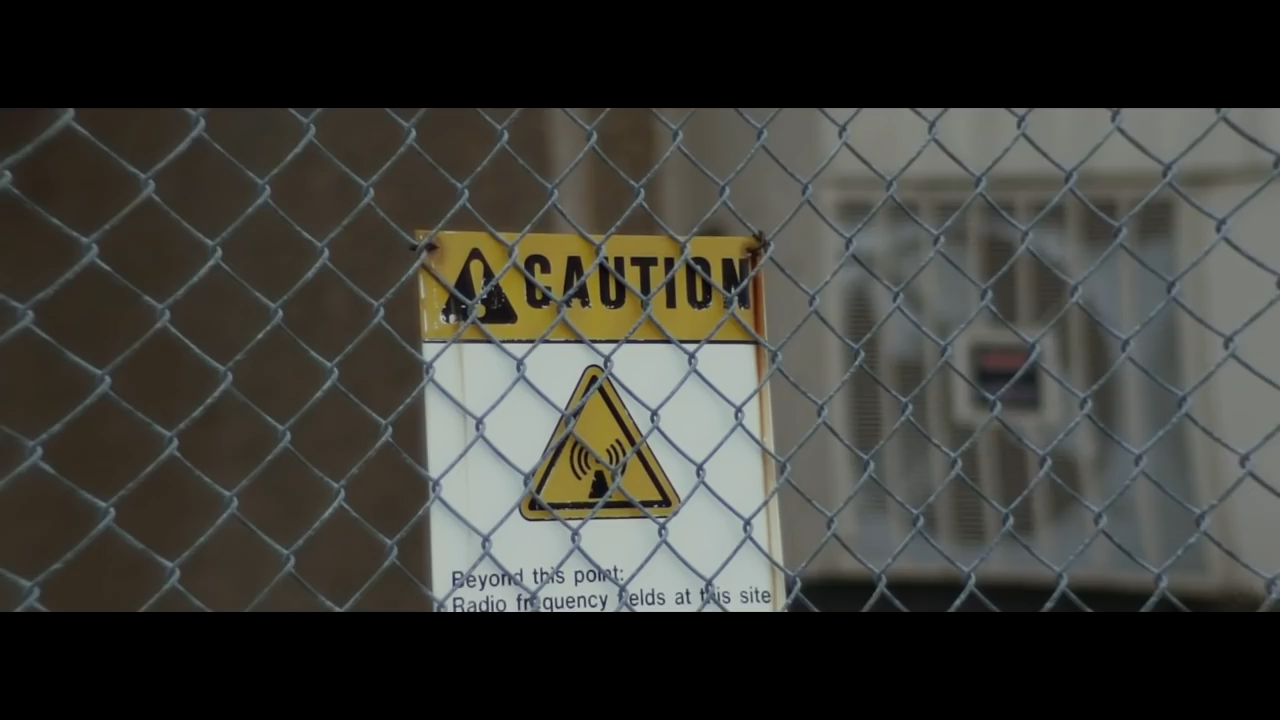 CAUTION
Beyond this point:
Radio frequency fields at this site